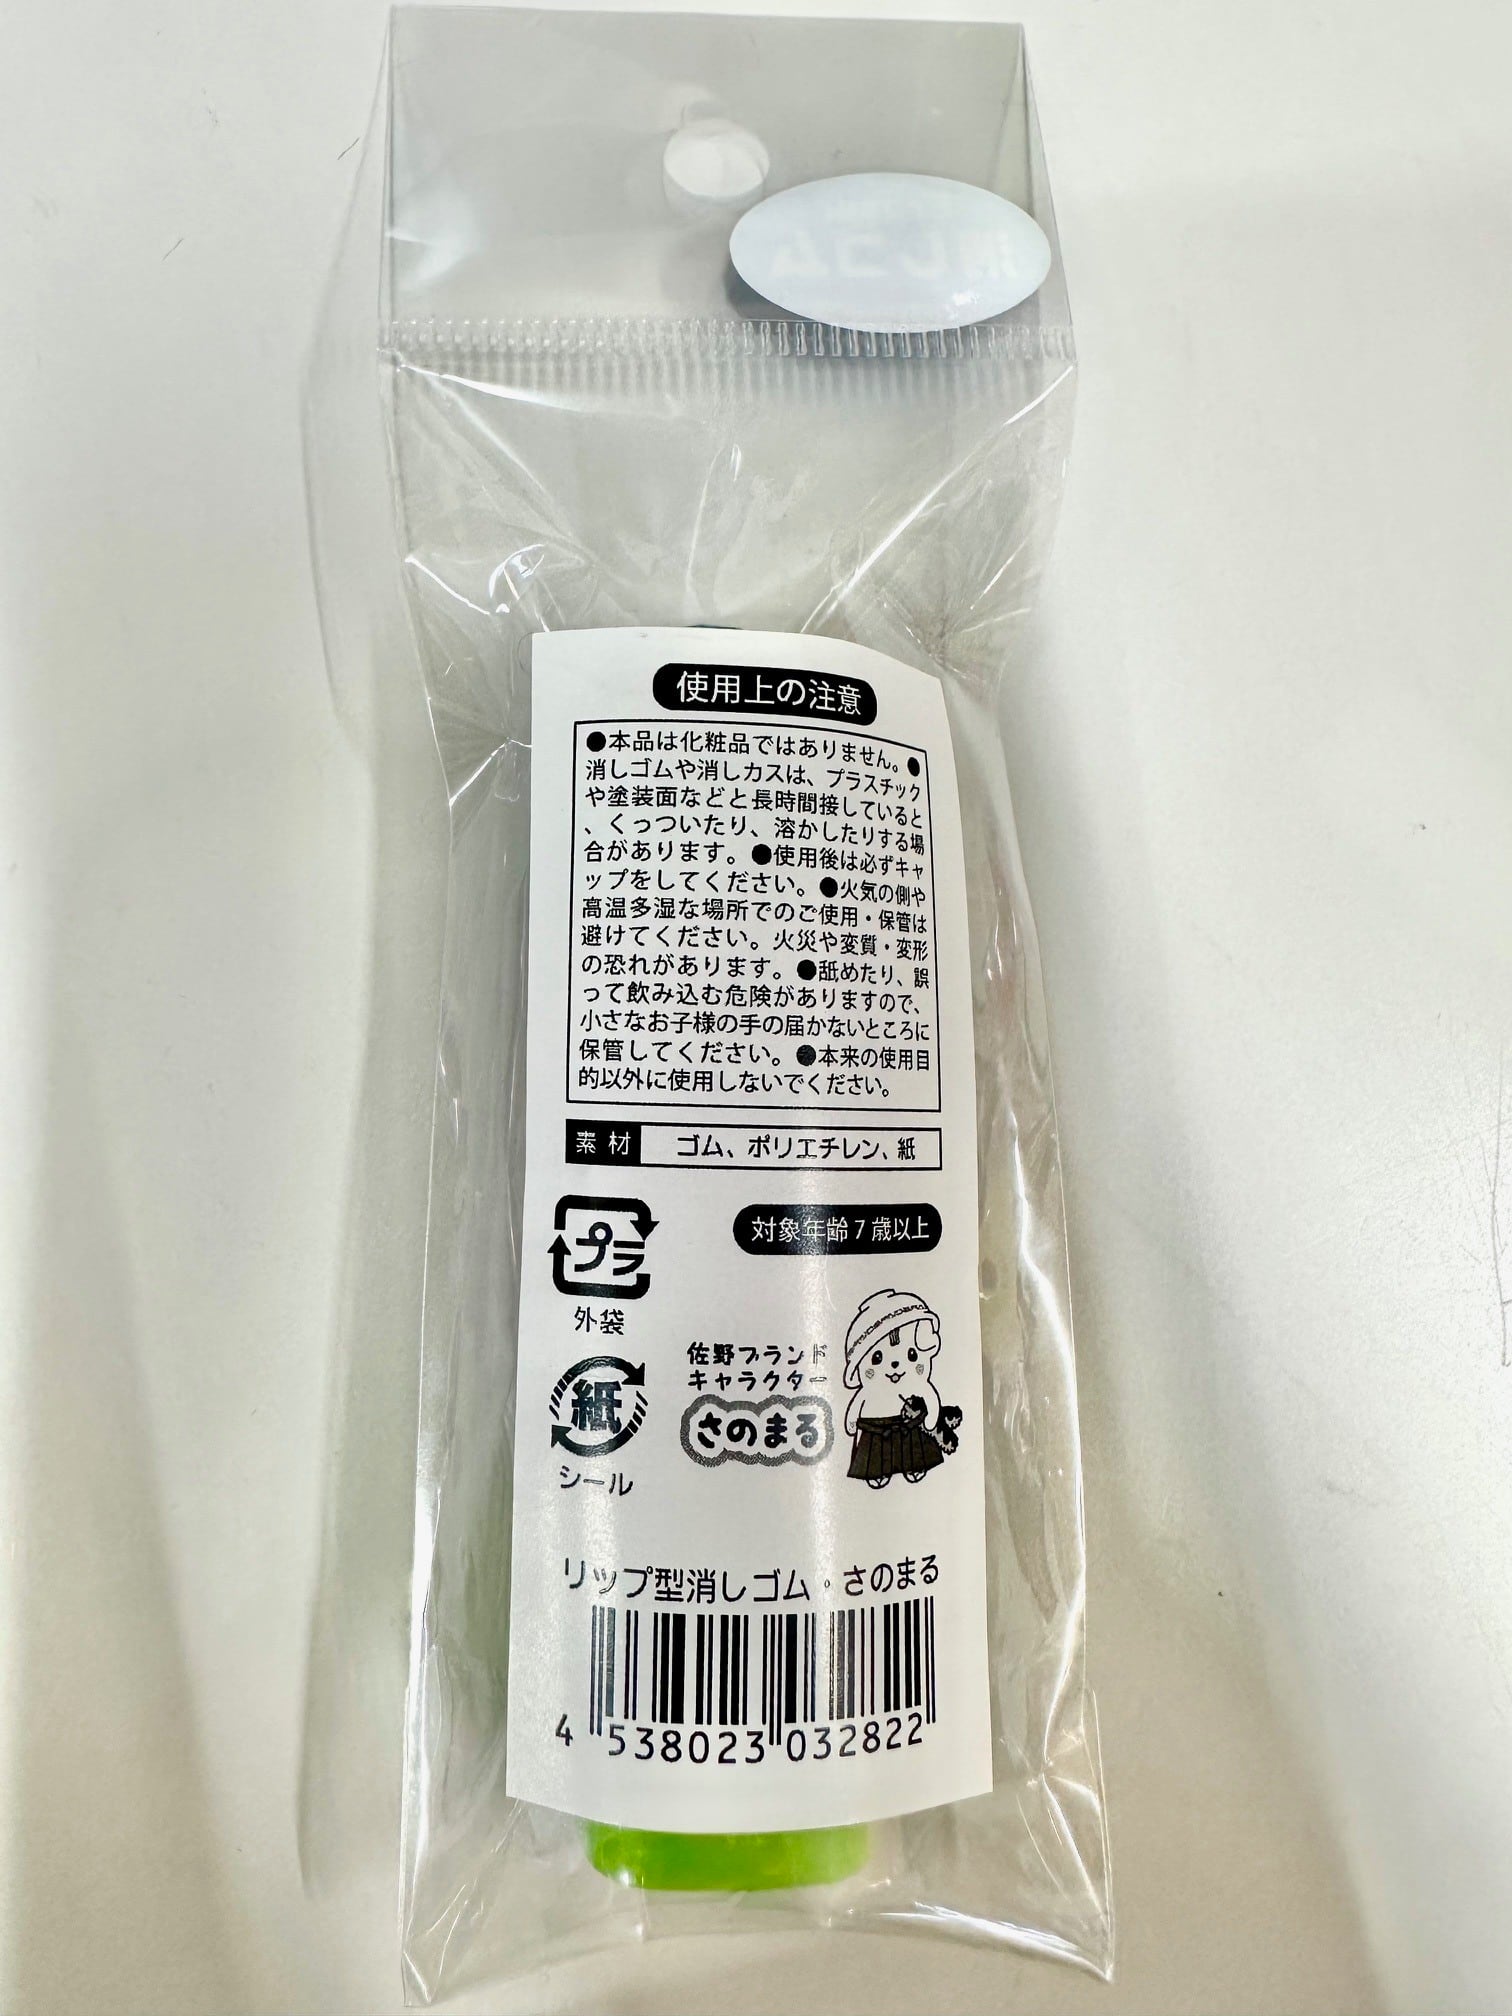 使用上の注意
●本品は化粧品ではありません。●
消しゴムや消しカスは、プラスチック
や塗装面などと長時間接していると
、くっついたり、溶かしたりする場
合があります。●使用後は必ずキャ
ップをしてください。●火気の側や
高温多湿な場所でのご使用・保管は
避けてください。火災や変質・変形
の恐れがあります。●舐めたり、誤
って飲み込む危険がありますので、
小さなお子様の手の届かないところに
保管してください。●本来の使用目
的以外に使用しないでください。
素材 ゴム、ポリエチレン、紙
プラ
外袋
対象年齢7歳以上
紙
シール
佐野ブランド
キャラクター
さのまる
リップ型消しゴム・さのまる
4 538023 032822